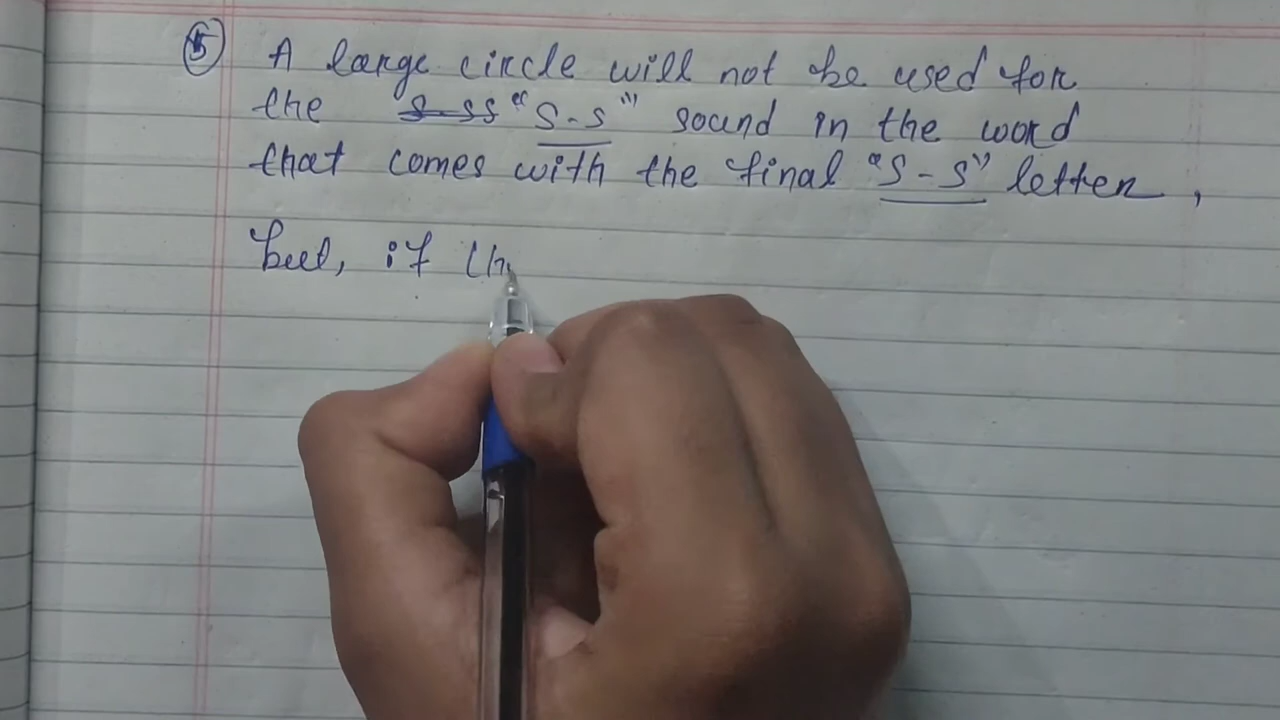 ⑤ A large circle will not be used for
the s-ss "S-s" sound in the word
that comes with the final "S-s" letter,
but, if th